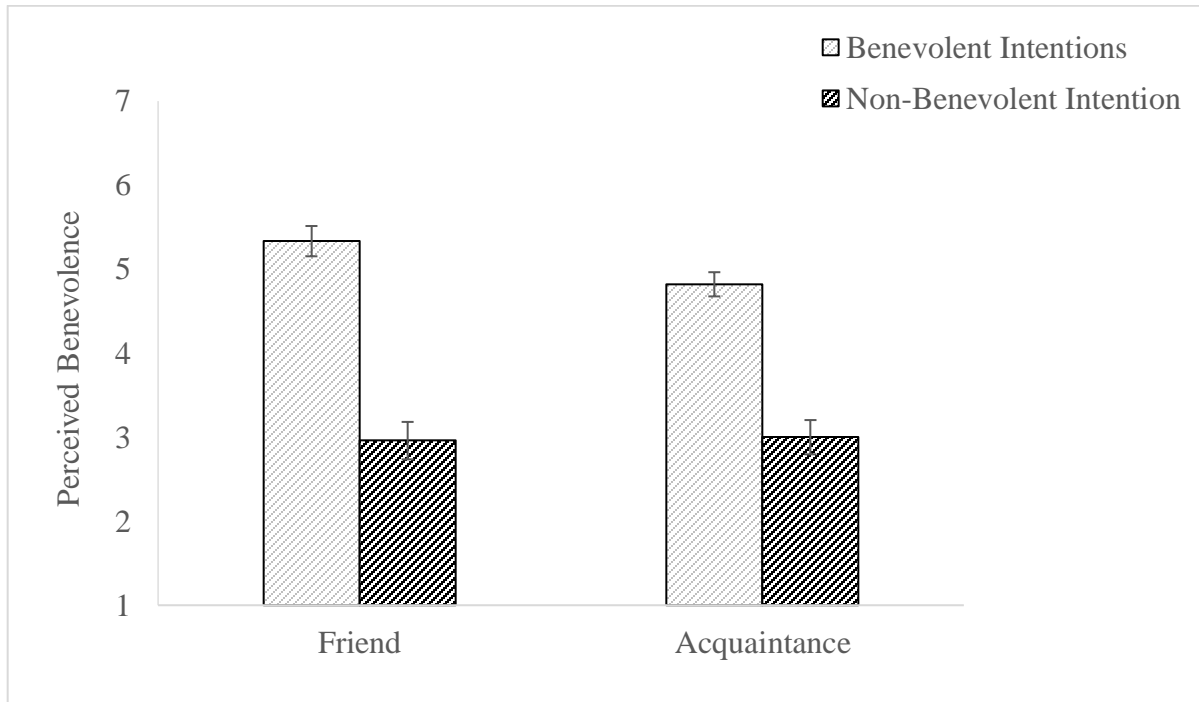 Benevolent Intentions
Non-Benevolent Intention
7
6
5
4
3
2
1
Perceived Benevolence
Friend
Acquaintance